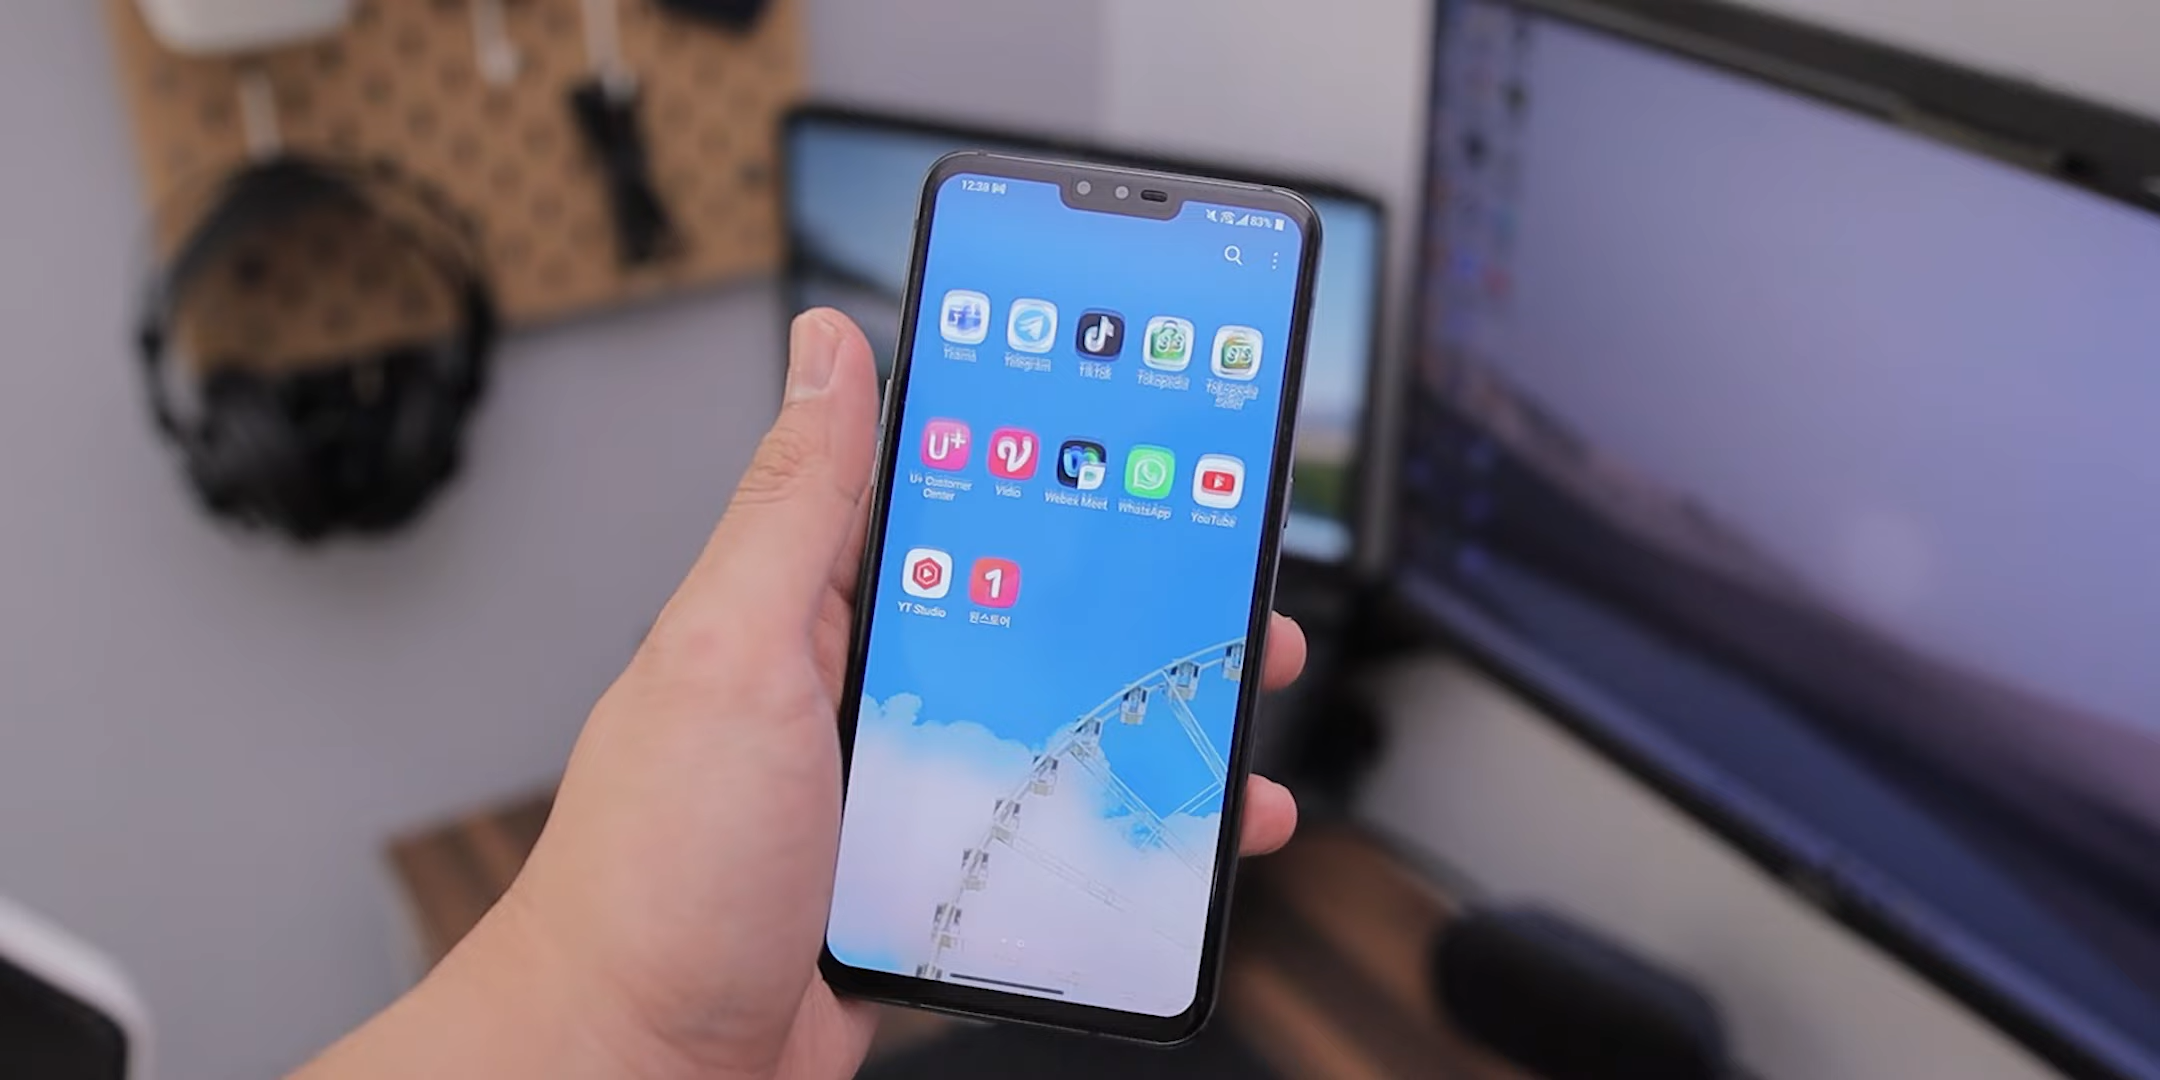 12:38
83%
Teams
Telegram
TikTok
Tokopedia
Tokopedia
Seller
U+
U+ Customer
Center
Vidio
Webex Meet
WhatsApp
YouTube
YT Studio
1
원스토어